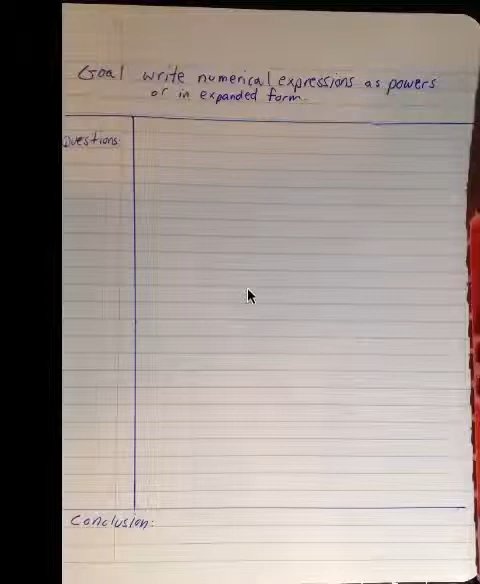 Goal write numerical expressions as powers
or in expanded form.
Questions:
Conclusion: